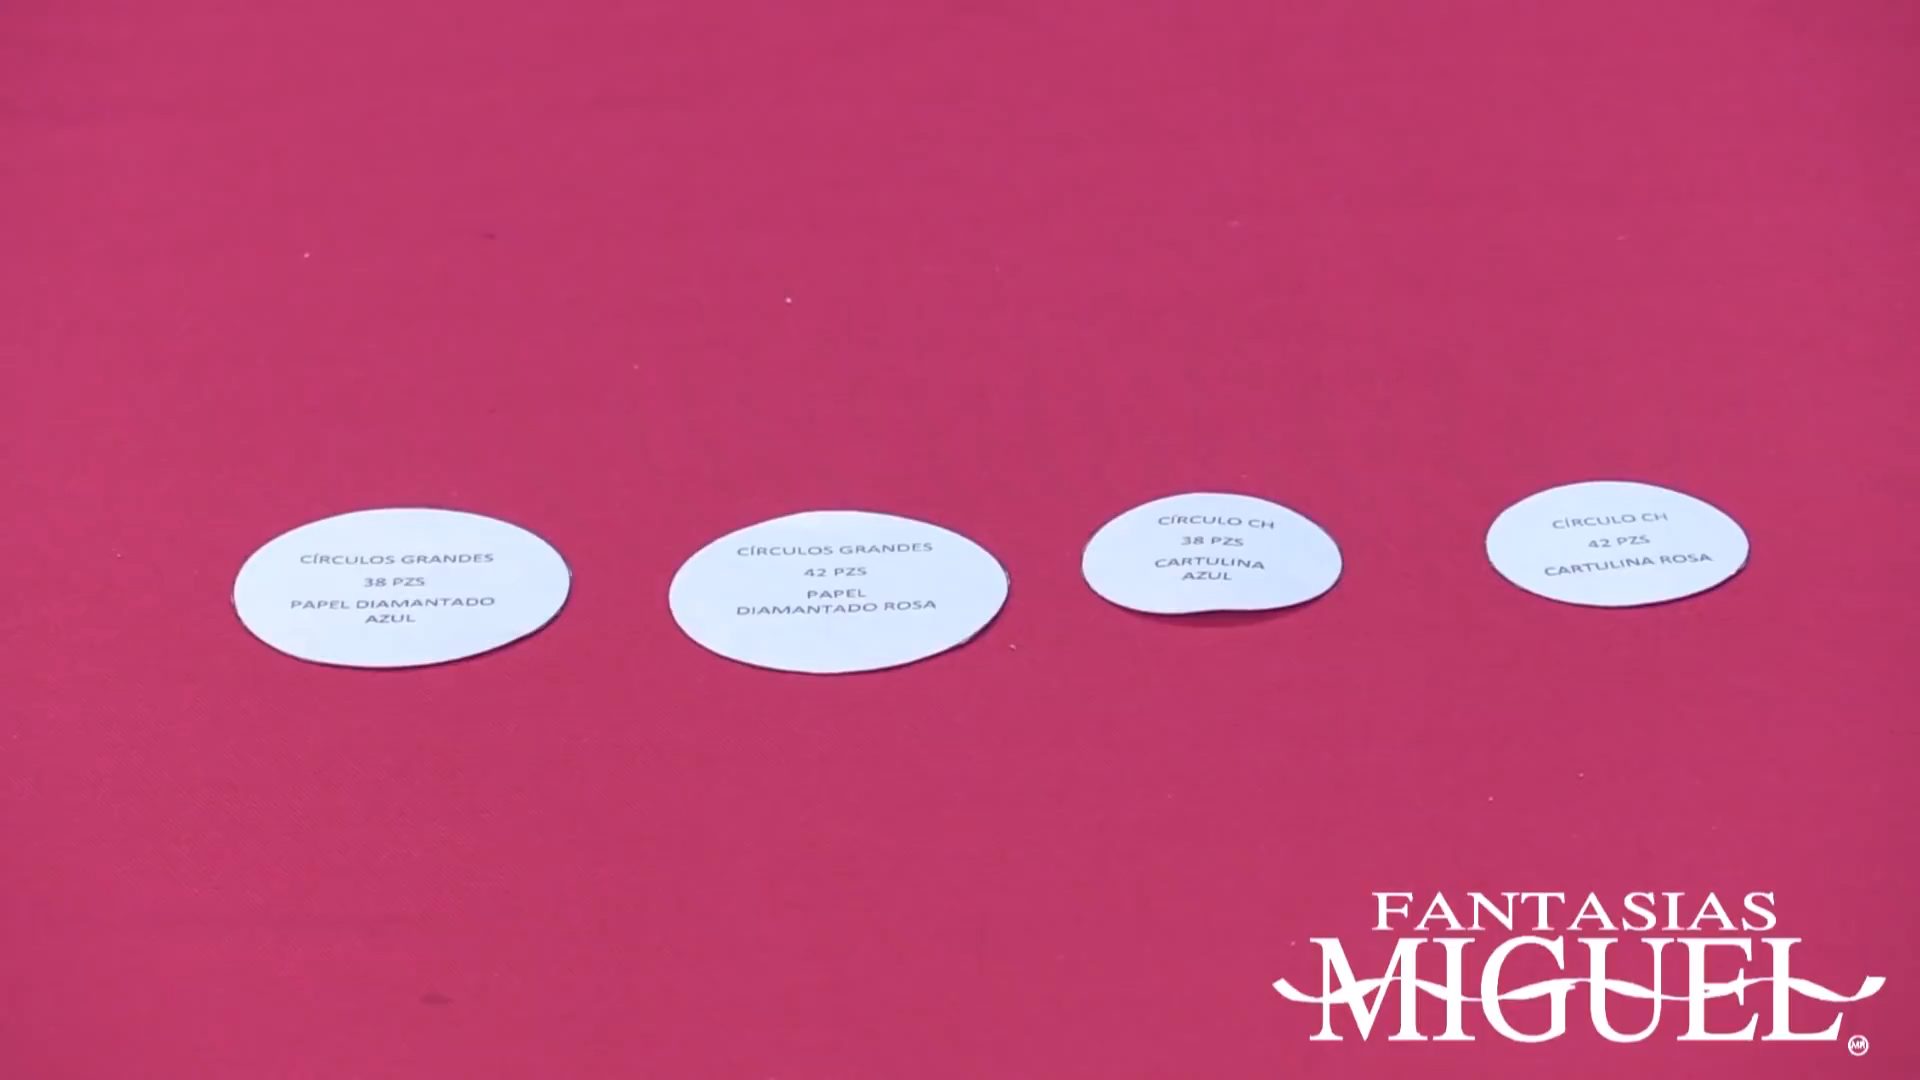 CÍRCULOS GRANDES
38 PZS
PAPEL DIAMANTADO
AZUL
CÍRCULOS GRANDES
42 PZS
PAPEL
DIAMANTADO ROSA
CÍRCULO CH
38 PZS
CARTULINA
AZUL
CÍRCULO CH
42 PZS
CARTULINA ROSA
FANTASIAS
MIGUEL
MR